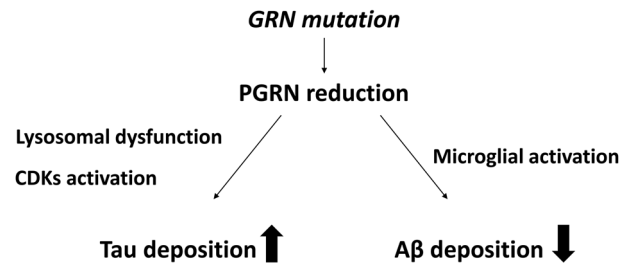 GRN mutation
PGRN reduction
Lysosomal dysfunction
CDKs activation
Microglial activation
Tau deposition
Aβ deposition